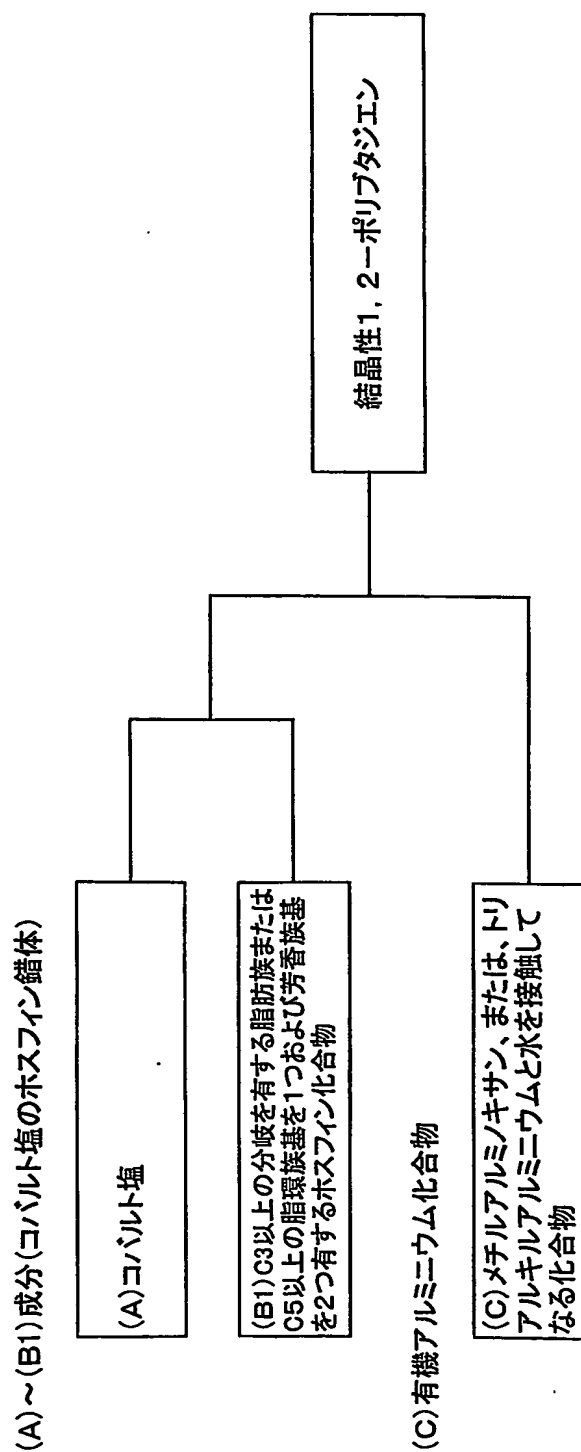 (A)～(B1)成分(コバルト塩のホスフィン錯体)
(A)コバルト塩
(B1)C3以上の分岐を有する脂肪族または
C5以上の脂環族基を1つおよび芳香族基
を2つ有するホスフィン化合物
(C)有機アルミニウム化合物
(C)メチルアルミノキサン、または、トリ
アルキルアルミニウムと水を接触して
なる化合物
結晶性1，2－ポリブタジエン